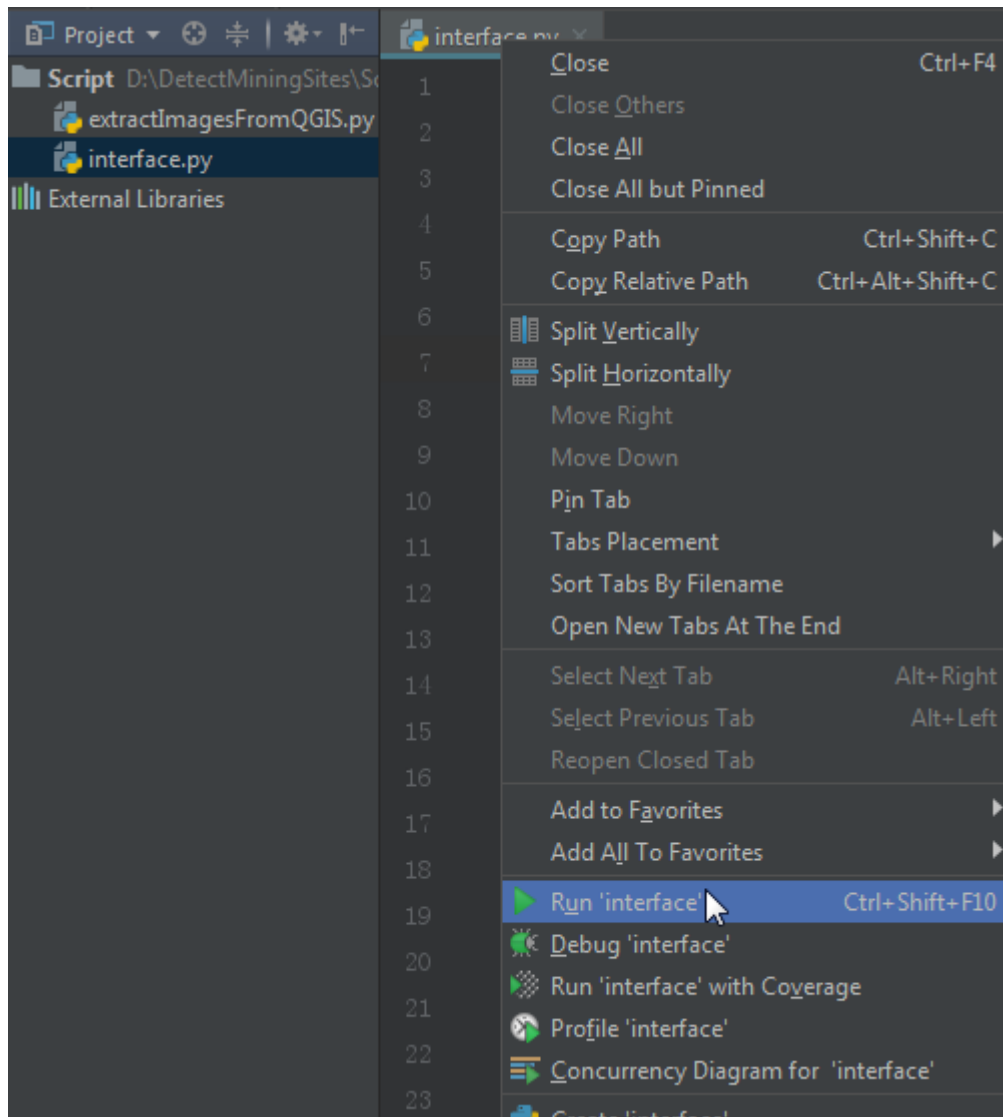 Project
interface.py
Script D:\DetectMiningSites\Sc
extractImagesFromQGIS.py
interface.py
External Libraries
1
2
3
4
5
6
7
8
9
10
11
12
13
14
15
16
17
18
19
20
21
22
23
Close Ctrl+F4
Close Others
Close All
Close All but Pinned
Copy Path Ctrl+Shift+C
Copy Relative Path Ctrl+Alt+Shift+C
Split Vertically
Split Horizontally
Move Right
Move Down
Pin Tab
Tabs Placement
Sort Tabs By Filename
Open New Tabs At The End
Select Next Tab Alt+Right
Select Previous Tab Alt+Left
Reopen Closed Tab
Add to Favorites
Add All To Favorites
Run 'interface' Ctrl+Shift+F10
Debug 'interface'
Run 'interface' with Coverage
Profile 'interface'
Concurrency Diagram for 'interface'